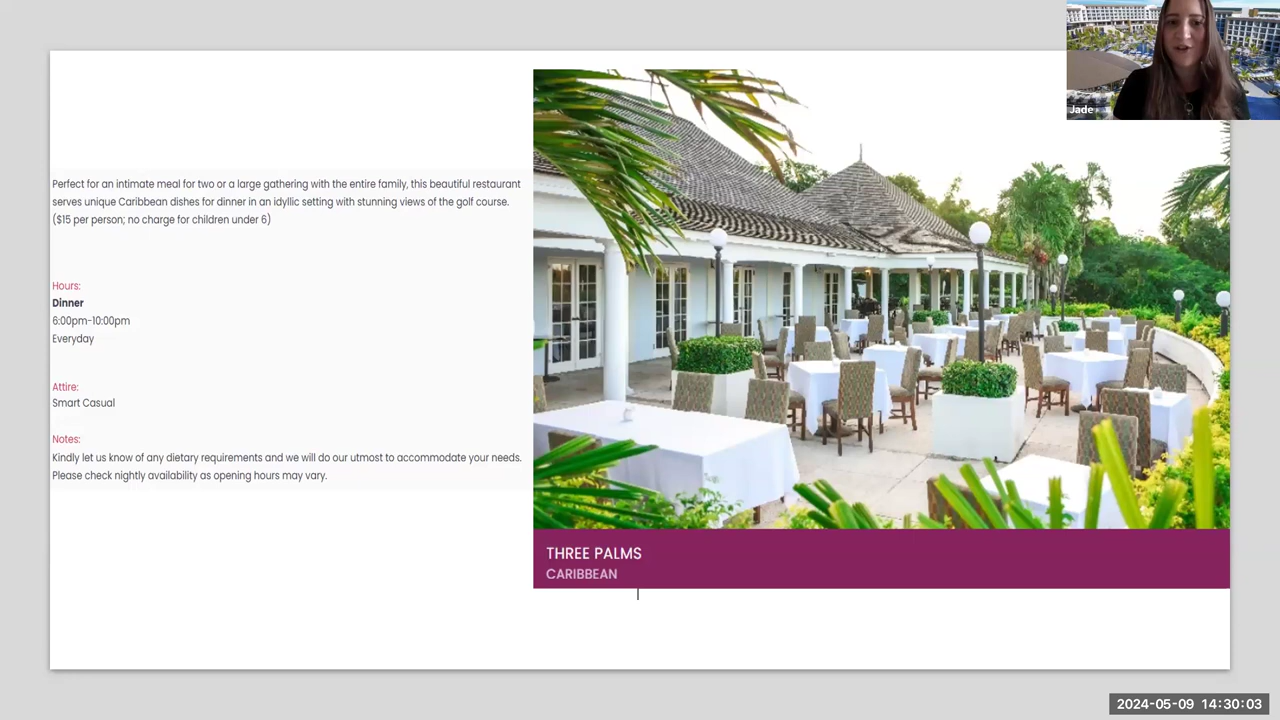 Jade
Perfect for an intimate meal for two or a large gathering with the entire family, this beautiful restaurant
serves unique Caribbean dishes for dinner in an idyllic setting with stunning views of the golf course.
($15 per person; no charge for children under 6)
Hours:
Dinner
6:00pm-10:00pm
Everyday
Attire:
Smart Casual
Notes:
Kindly let us know of any dietary requirements and we will do our utmost to accommodate your needs.
Please check nightly availability as opening hours may vary.
THREE PALMS
CARIBBEAN
2024-05-09 14:30:03